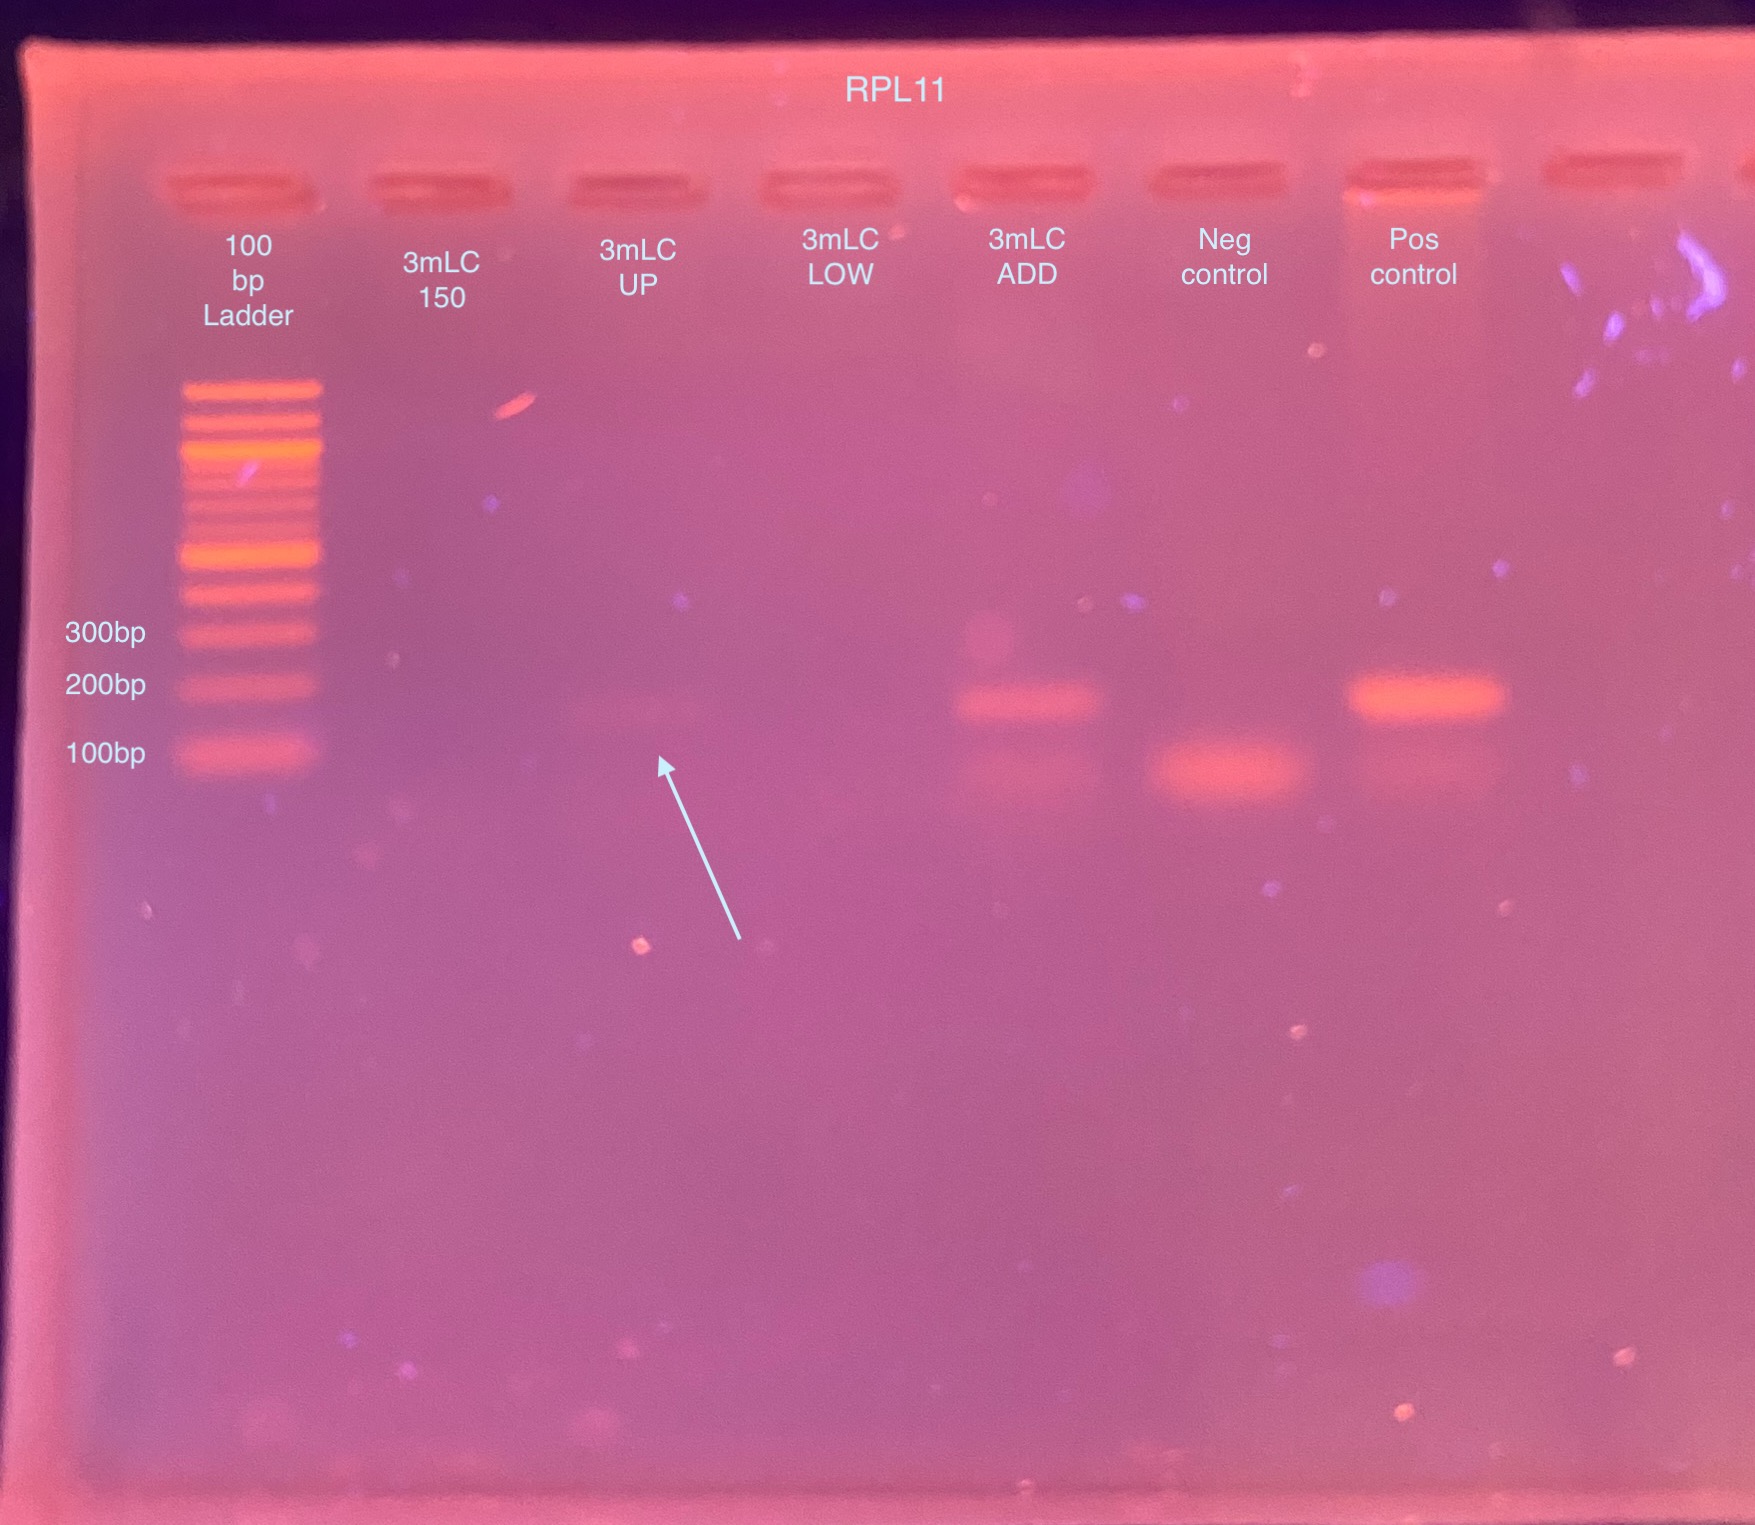 RPL11
100
bp
Ladder
3mLC
150
3mLC
UP
3mLC
LOW
3mLC
ADD
Neg
control
Pos
control
300bp
200bp
100bp